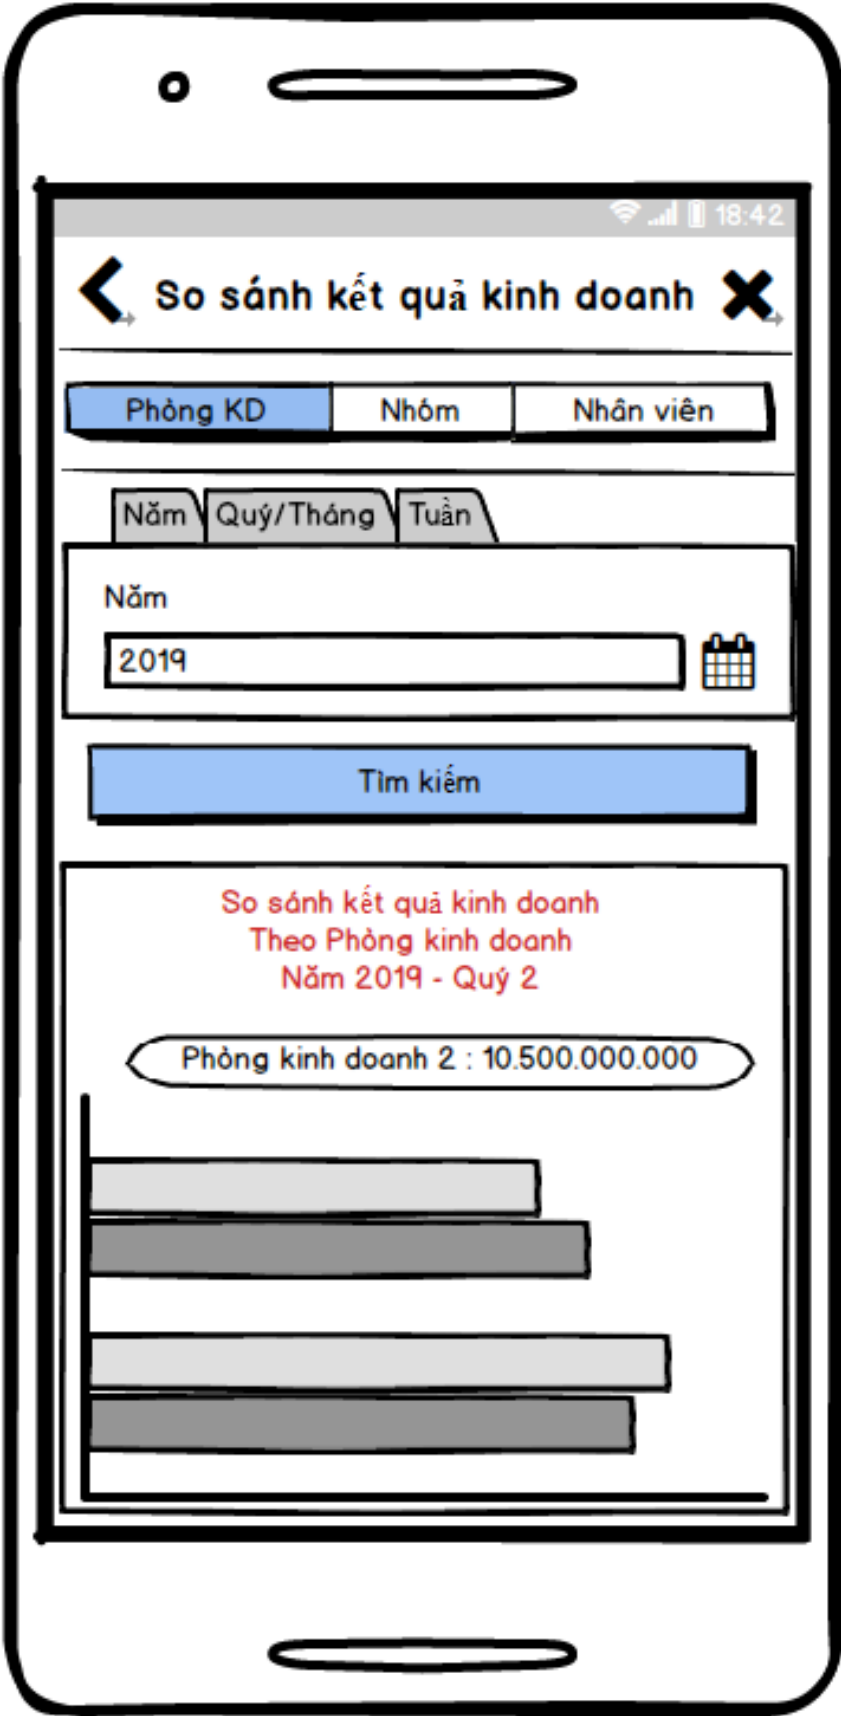 18:42
So sánh kết quả kinh doanh
Phòng KD Nhóm Nhân viên
Năm Quý/Tháng Tuần
Năm
2019
Tìm kiếm
So sánh kết quả kinh doanh
Theo Phòng kinh doanh
Năm 2019 - Quý 2
Phòng kinh doanh 2 : 10.500.000.000